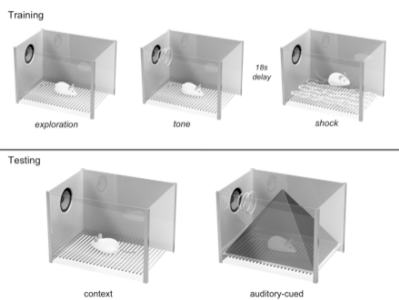 Training
18s
delay
exploration
tone
shock
Testing
context
auditory-cued